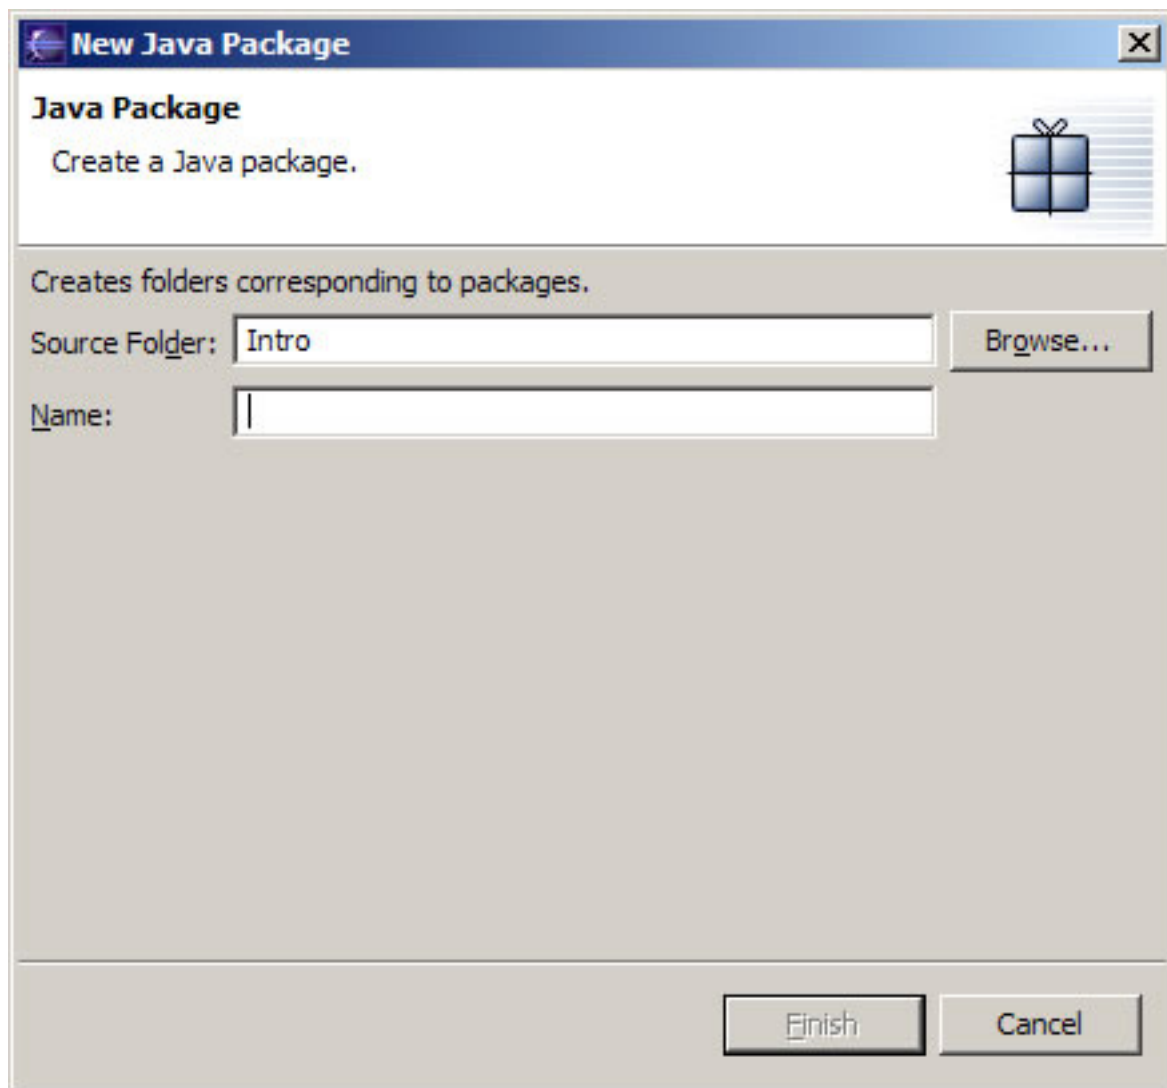 New Java Package
Java Package
Create a Java package.
Creates folders corresponding to packages.
Source Folder: Intro Browse...
Name:
Finish Cancel